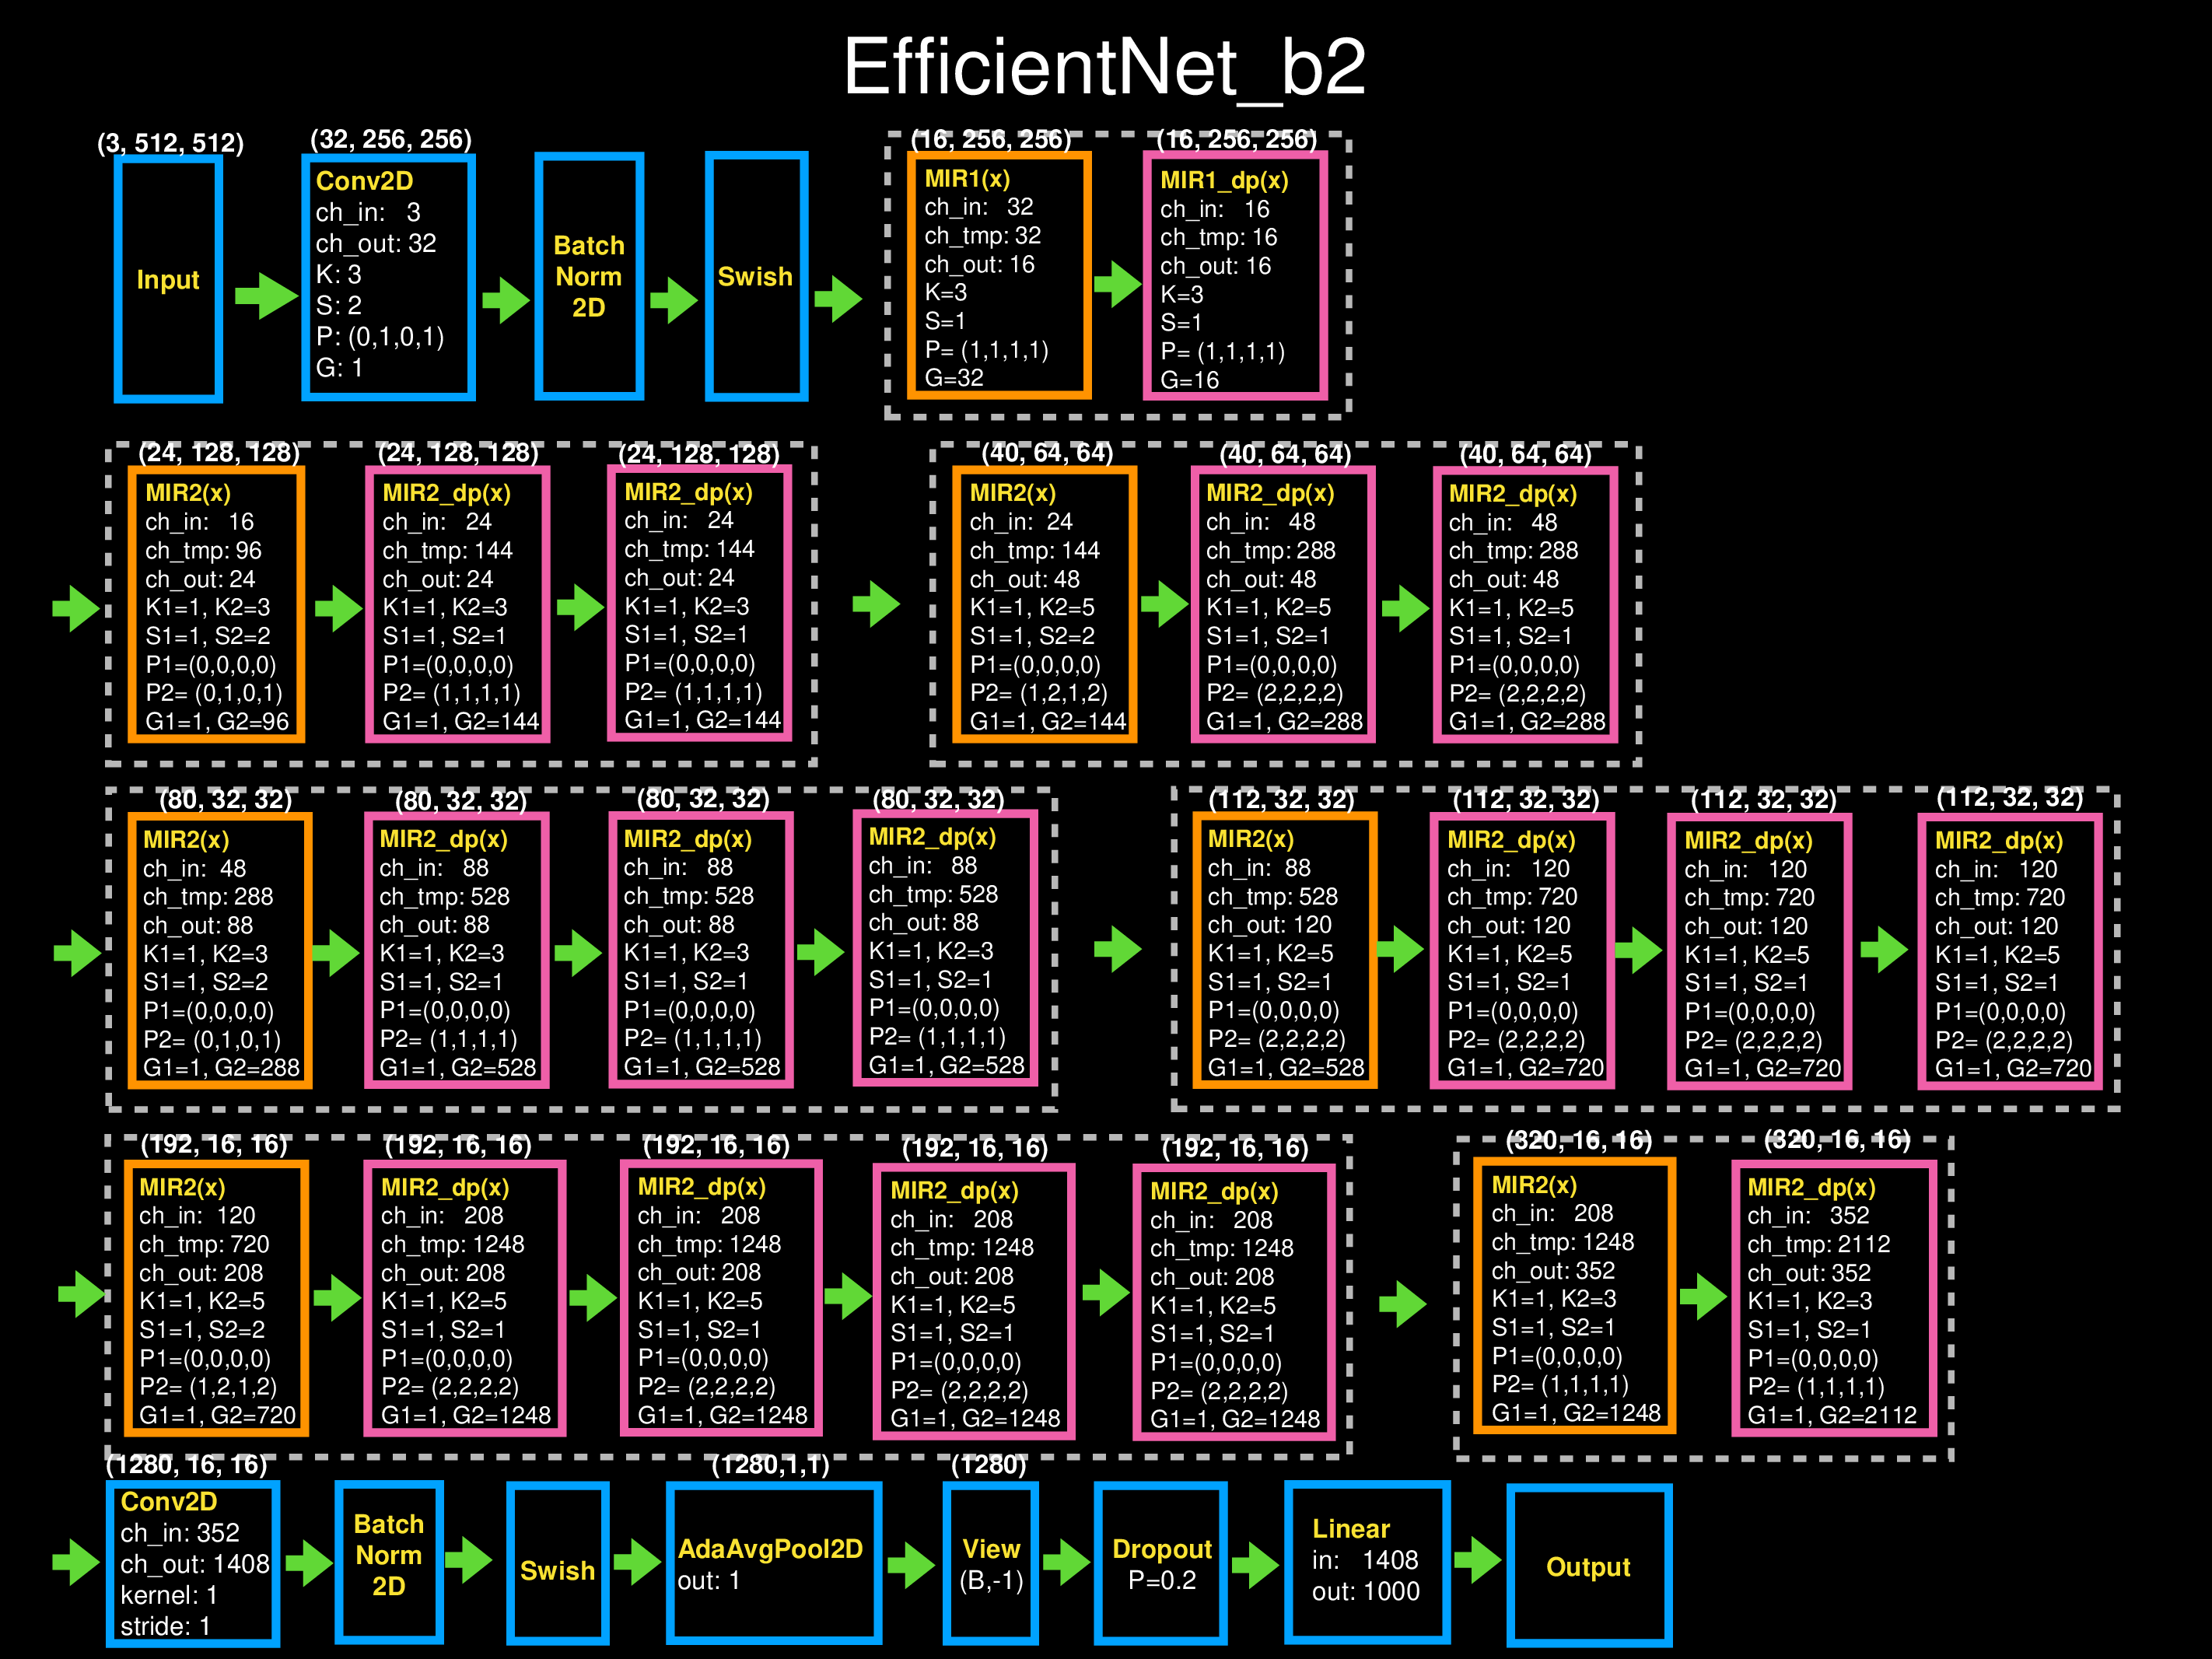 EfficientNet_b2
(3, 512, 512)
Input
(32, 256, 256)
Conv2D
ch_in: 3
ch_out: 32
K: 3
S: 2
P: (0,1,0,1)
G: 1
Batch
Norm
2D
Swish
(16, 256, 256)
MIR1(x)
ch_in: 32
ch_tmp: 32
ch_out: 16
K=3
S=1
P= (1,1,1,1)
G=32
(16, 256, 256)
MIR1_dp(x)
ch_in: 16
ch_tmp: 16
ch_out: 16
K=3
S=1
P= (1,1,1,1)
G=16
(24, 128, 128)
MIR2(x)
ch_in: 16
ch_tmp: 96
ch_out: 24
K1=1, K2=3
S1=1, S2=2
P1=(0,0,0,0)
P2= (0,1,0,1)
G1=1, G2=96
(24, 128, 128)
MIR2_dp(x)
ch_in: 24
ch_tmp: 144
ch_out: 24
K1=1, K2=3
S1=1, S2=1
P1=(0,0,0,0)
P2= (1,1,1,1)
G1=1, G2=144
(24, 128, 128)
MIR2_dp(x)
ch_in: 24
ch_tmp: 144
ch_out: 24
K1=1, K2=3
S1=1, S2=1
P1=(0,0,0,0)
P2= (1,1,1,1)
G1=1, G2=144
(40, 64, 64)
MIR2(x)
ch_in: 24
ch_tmp: 144
ch_out: 48
K1=1, K2=5
S1=1, S2=2
P1=(0,0,0,0)
P2= (1,2,1,2)
G1=1, G2=144
(40, 64, 64)
MIR2_dp(x)
ch_in: 48
ch_tmp: 288
ch_out: 48
K1=1, K2=5
S1=1, S2=1
P1=(0,0,0,0)
P2= (2,2,2,2)
G1=1, G2=288
(40, 64, 64)
MIR2_dp(x)
ch_in: 48
ch_tmp: 288
ch_out: 48
K1=1, K2=5
S1=1, S2=1
P1=(0,0,0,0)
P2= (2,2,2,2)
G1=1, G2=288
(80, 32, 32)
MIR2(x)
ch_in: 48
ch_tmp: 288
ch_out: 88
K1=1, K2=3
S1=1, S2=2
P1=(0,0,0,0)
P2= (0,1,0,1)
G1=1, G2=288
(80, 32, 32)
MIR2_dp(x)
ch_in: 88
ch_tmp: 528
ch_out: 88
K1=1, K2=3
S1=1, S2=1
P1=(0,0,0,0)
P2= (1,1,1,1)
G1=1, G2=528
(80, 32, 32)
MIR2_dp(x)
ch_in: 88
ch_tmp: 528
ch_out: 88
K1=1, K2=3
S1=1, S2=1
P1=(0,0,0,0)
P2= (1,1,1,1)
G1=1, G2=528
(80, 32, 32)
MIR2_dp(x)
ch_in: 88
ch_tmp: 528
ch_out: 88
K1=1, K2=3
S1=1, S2=1
P1=(0,0,0,0)
P2= (1,1,1,1)
G1=1, G2=528
(112, 32, 32)
MIR2(x)
ch_in: 88
ch_tmp: 528
ch_out: 120
K1=1, K2=5
S1=1, S2=1
P1=(0,0,0,0)
P2= (2,2,2,2)
G1=1, G2=528
(112, 32, 32)
MIR2_dp(x)
ch_in: 120
ch_tmp: 720
ch_out: 120
K1=1, K2=5
S1=1, S2=1
P1=(0,0,0,0)
P2= (2,2,2,2)
G1=1, G2=720
(112, 32, 32)
MIR2_dp(x)
ch_in: 120
ch_tmp: 720
ch_out: 120
K1=1, K2=5
S1=1, S2=1
P1=(0,0,0,0)
P2= (2,2,2,2)
G1=1, G2=720
(112, 32, 32)
MIR2_dp(x)
ch_in: 120
ch_tmp: 720
ch_out: 120
K1=1, K2=5
S1=1, S2=1
P1=(0,0,0,0)
P2= (2,2,2,2)
G1=1, G2=720
(192, 16, 16)
MIR2(x)
ch_in: 120
ch_tmp: 720
ch_out: 208
K1=1, K2=5
S1=1, S2=2
P1=(0,0,0,0)
P2= (1,2,1,2)
G1=1, G2=720
(192, 16, 16)
MIR2_dp(x)
ch_in: 208
ch_tmp: 1248
ch_out: 208
K1=1, K2=5
S1=1, S2=1
P1=(0,0,0,0)
P2= (2,2,2,2)
G1=1, G2=1248
(192, 16, 16)
MIR2_dp(x)
ch_in: 208
ch_tmp: 1248
ch_out: 208
K1=1, K2=5
S1=1, S2=1
P1=(0,0,0,0)
P2= (2,2,2,2)
G1=1, G2=1248
(192, 16, 16)
MIR2_dp(x)
ch_in: 208
ch_tmp: 1248
ch_out: 208
K1=1, K2=5
S1=1, S2=1
P1=(0,0,0,0)
P2= (2,2,2,2)
G1=1, G2=1248
(192, 16, 16)
MIR2_dp(x)
ch_in: 208
ch_tmp: 1248
ch_out: 208
K1=1, K2=5
S1=1, S2=1
P1=(0,0,0,0)
P2= (2,2,2,2)
G1=1, G2=1248
(320, 16, 16)
MIR2(x)
ch_in: 208
ch_tmp: 1248
ch_out: 352
K1=1, K2=3
S1=1, S2=1
P1=(0,0,0,0)
P2= (1,1,1,1)
G1=1, G2=1248
(320, 16, 16)
MIR2_dp(x)
ch_in: 352
ch_tmp: 2112
ch_out: 352
K1=1, K2=3
S1=1, S2=1
P1=(0,0,0,0)
P2= (1,1,1,1)
G1=1, G2=2112
(1280, 16, 16)
Conv2D
ch_in: 352
ch_out: 1408
kernel: 1
stride: 1
Batch
Norm
2D
Swish
(1280,1,1)
AdaAvgPool2D
out: 1
(1280)
View
(B,-1)
Dropout
P=0.2
Linear
in: 1408
out: 1000
Output